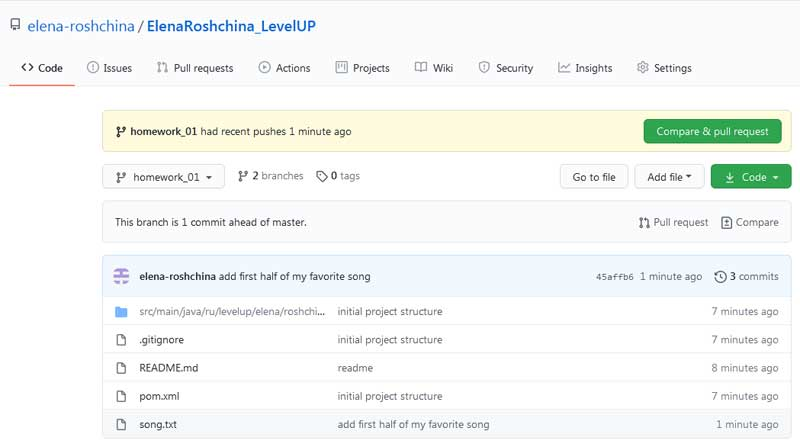 elena-roshchina / ElenaRoshchina_LevelUP
Code Issues Pull requests Actions Projects Wiki Security Insights Settings
homework_01 had recent pushes 1 minute ago Compare & pull request
homework_01 2 branches 0 tags Go to file Add file Code
This branch is 1 commit ahead of master. Pull request Compare
elena-roshchina add first half of my favorite song 45affb6 1 minute ago 3 commits
src/main/java/ru/levelup/elena/roshchi... initial project structure 7 minutes ago
.gitignore initial project structure 7 minutes ago
README.md readme 8 minutes ago
pom.xml initial project structure 7 minutes ago
song.txt add first half of my favorite song 1 minute ago